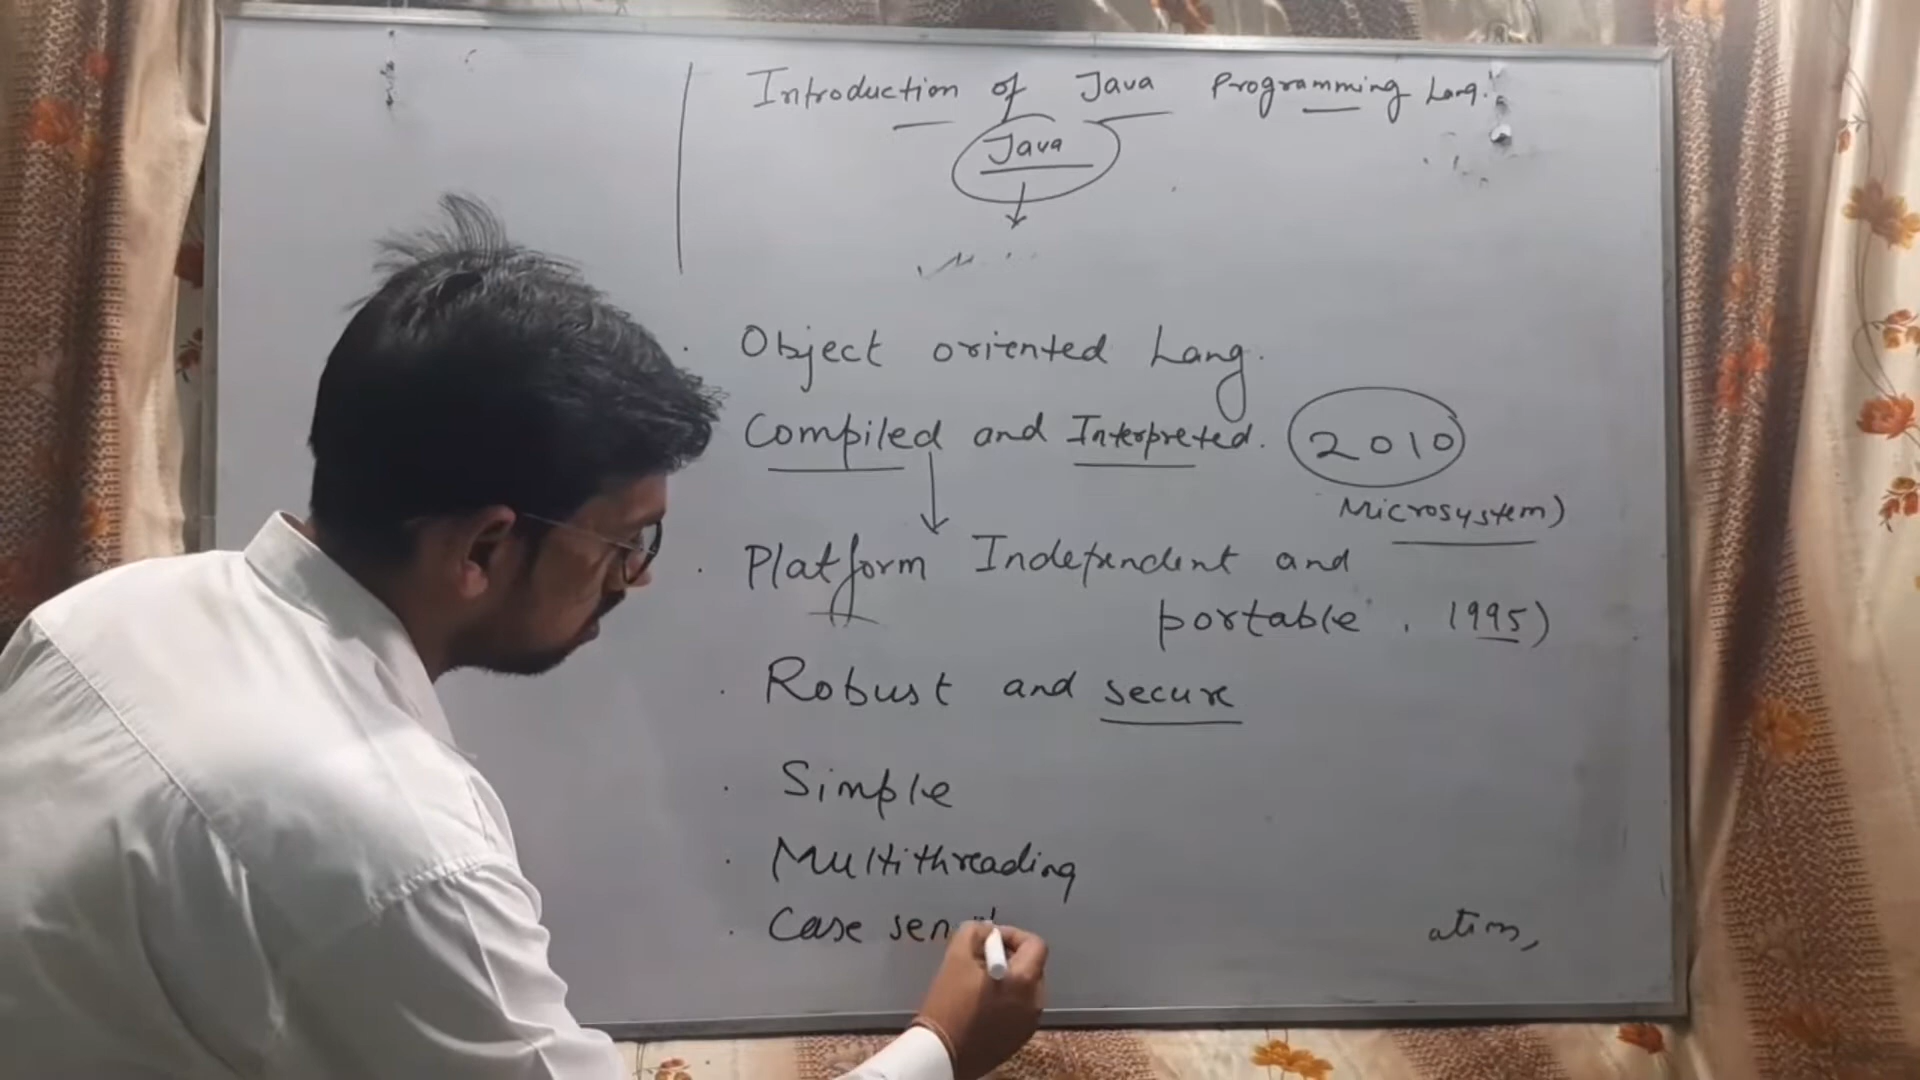 Introduction of Java Programming Lang.
Java
Object oriented Lang.
Compiled and Interpreted. 2010
Microsystem)
Platform Independent and
portable. 1995)
Robust and secure
Simple
Multithreading
Case